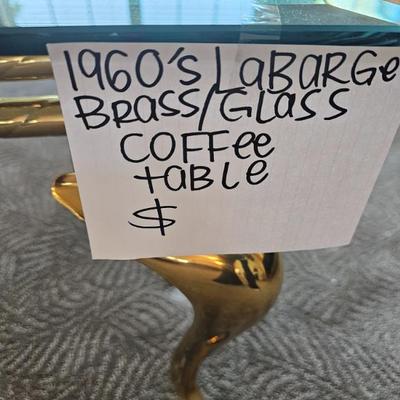 1960's LaBARGe
BRASS/GLASS
COFFee
taBLe
$